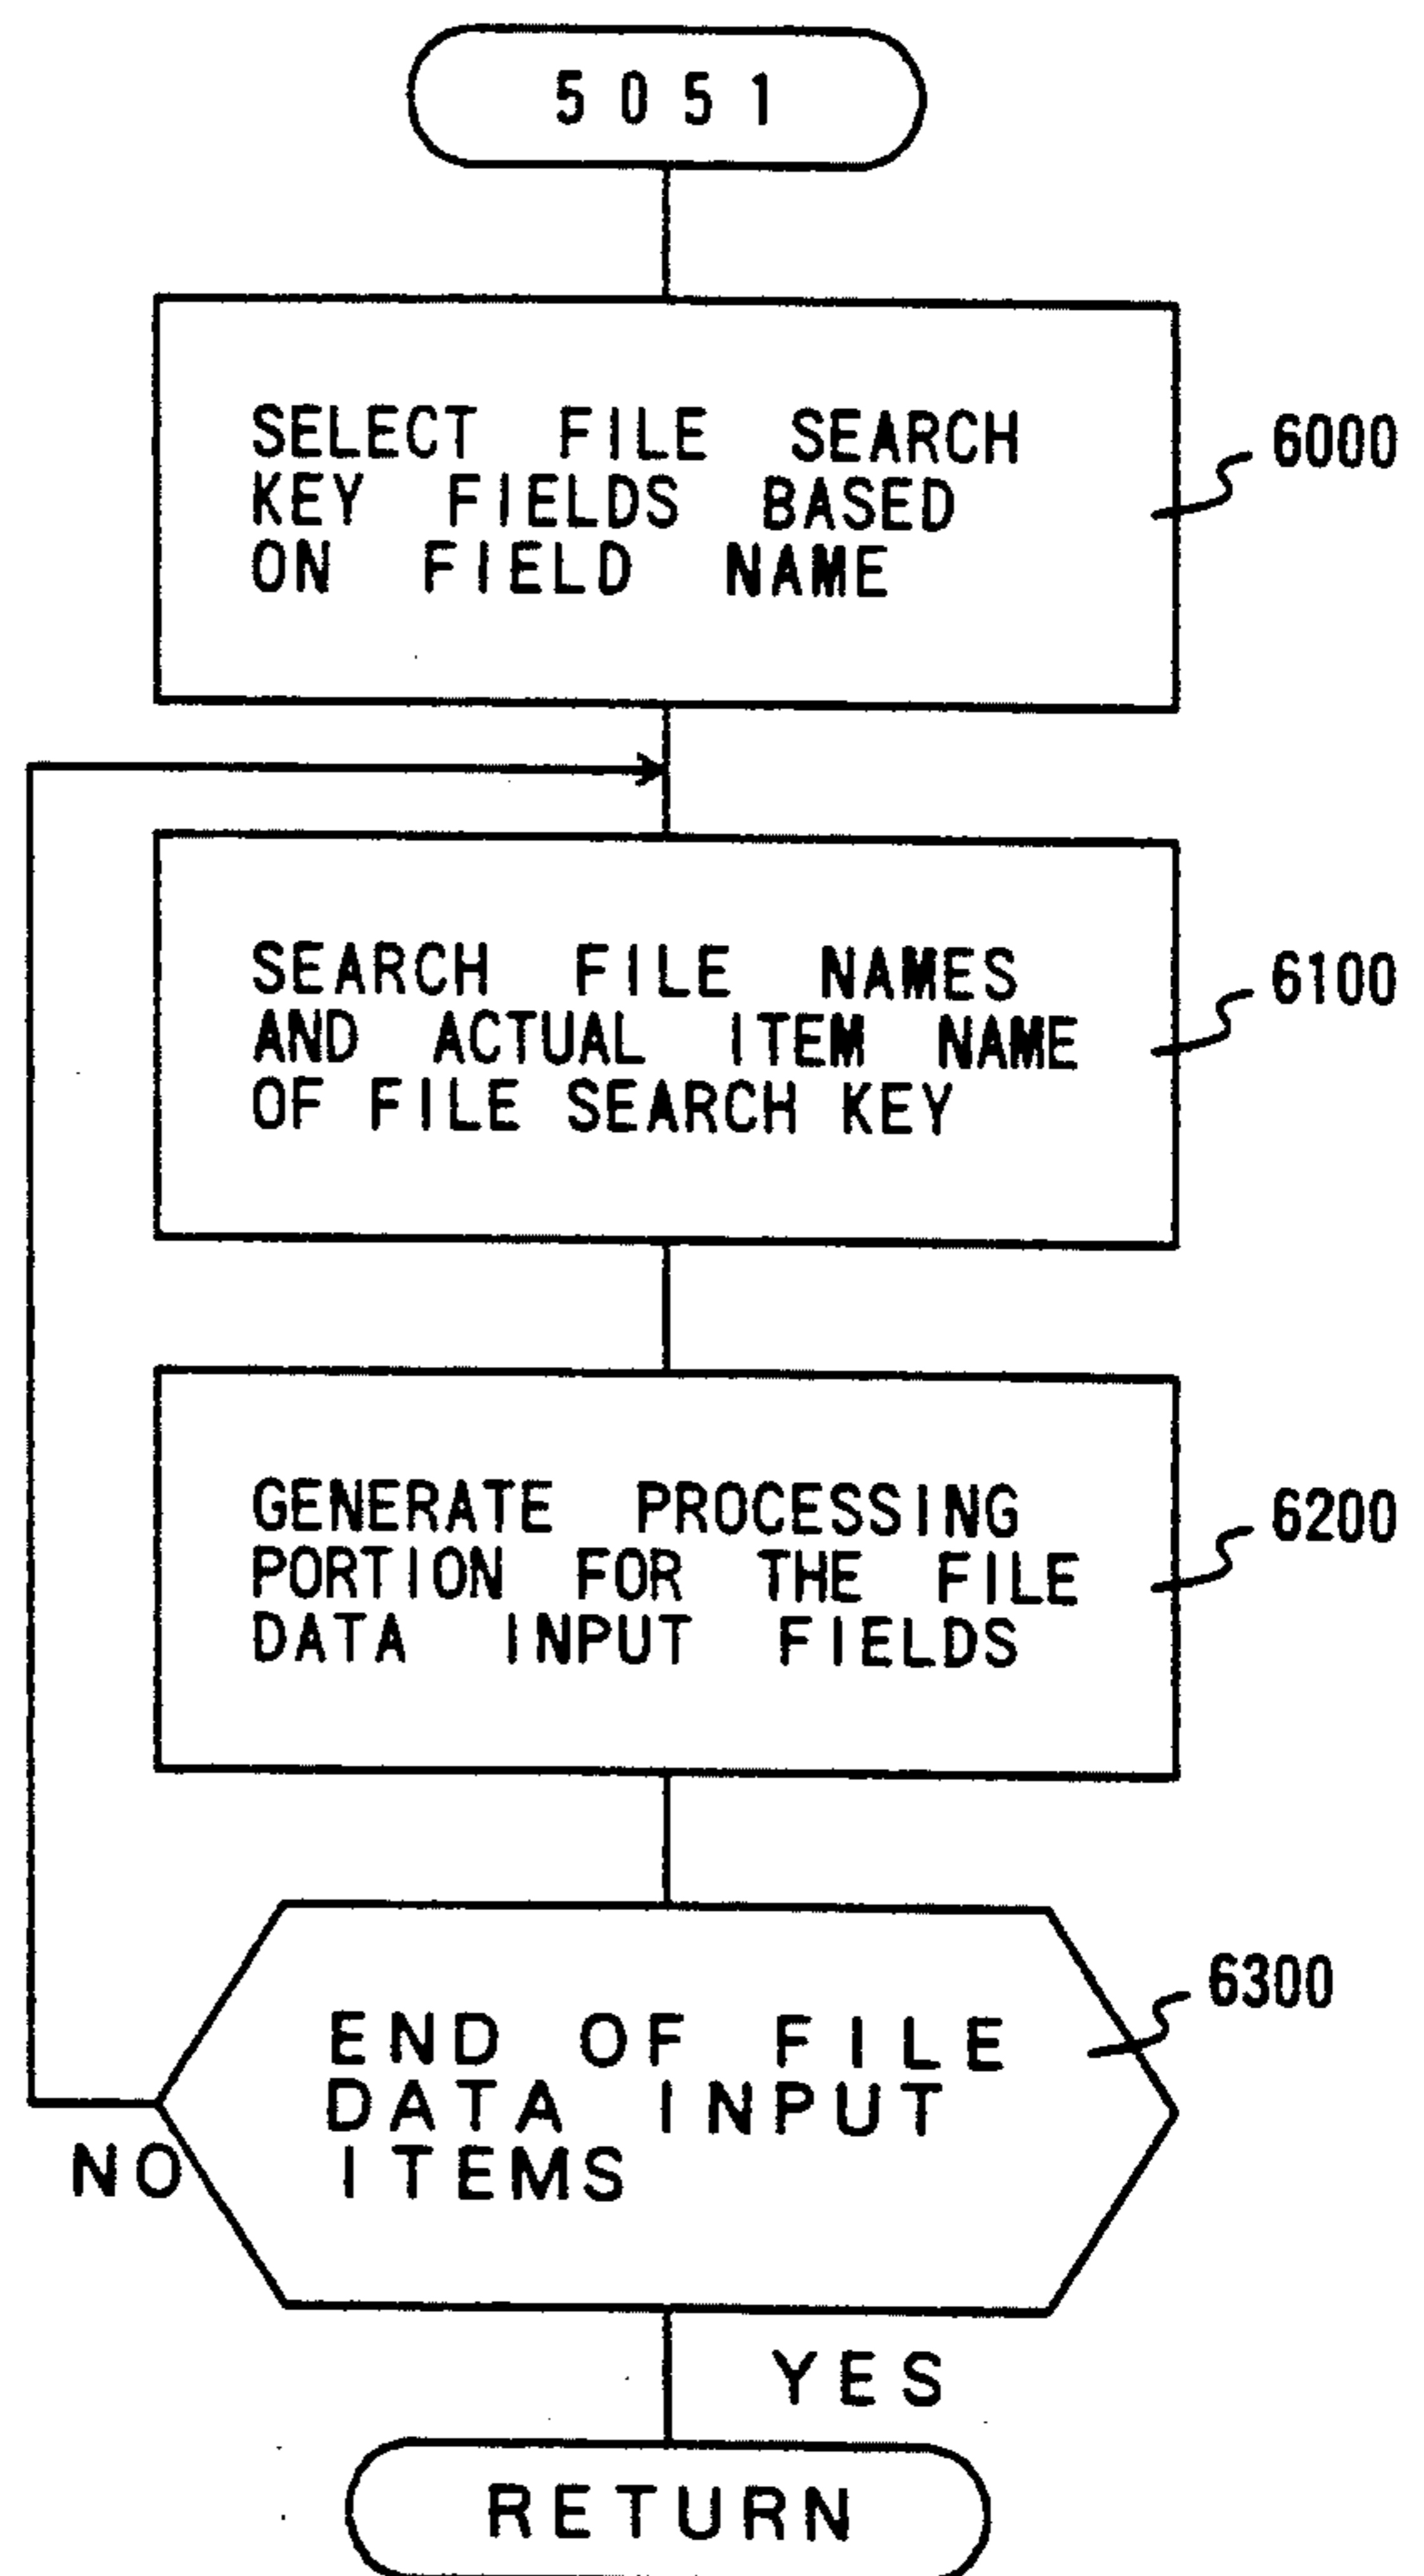 5051
SELECT FILE SEARCH
KEY FIELDS BASED
ON FIELD NAME
6000
SEARCH FILE NAMES
AND ACTUAL ITEM NAME
OF FILE SEARCH KEY
6100
GENERATE PROCESSING
PORTION FOR THE FILE
DATA INPUT FIELDS
6200
END OF FILE
DATA INPUT
ITEMS
6300
NO
YES
RETURN